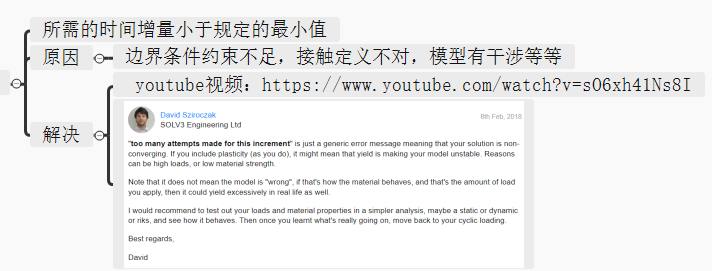 所需的时间增量小于规定的最小值
原因
边界条件约束不足，接触定义不对，模型有干涉等等
youtube视频：https://www.youtube.com/watch?v=sO6xh41Ns8I
解决
David Sziroczak
8th Feb, 2018
SOLV3 Engineering Ltd
"too many attempts made for this increment" is just a generic error message meaning that your solution is non-
converging. If you include plasticity (as you do), it might mean that yield is making your model unstable. Reasons
can be high loads, or low material strength.
Note that it does not mean the model is "wrong", if that's how the material behaves, and that's the amount of load
you apply, then it could yield excessively in real life as well.
I would recommend to test out your loads and material properties in a simpler analysis, maybe a static or dynamic
or riks, and see how it behaves. Then once you learnt what's really going on, move back to your cyclic loading.
Best regards,
David